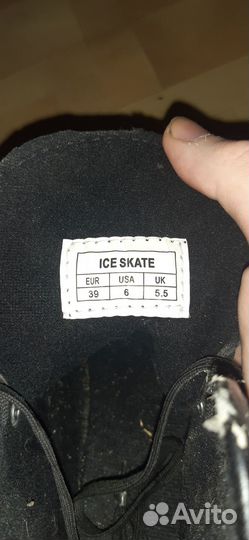 ICE SKATE
EUR USA UK
39 6 5.5
Avito